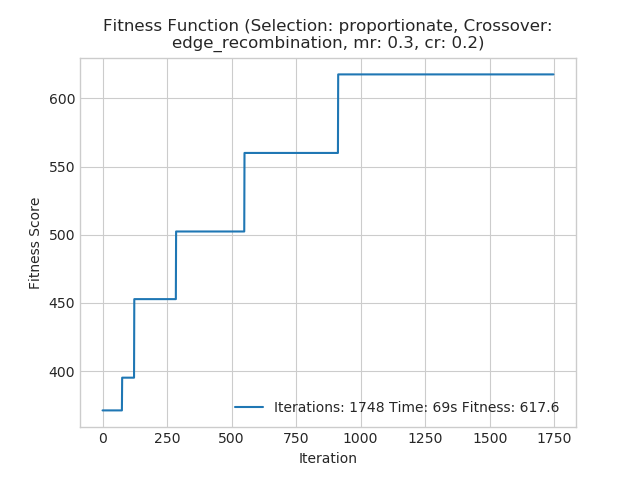 Fitness Function (Selection: proportionate, Crossover:
edge_recombination, mr: 0.3, cr: 0.2)
600
550
500
450
400
Fitness Score
Iterations: 1748 Time: 69s Fitness: 617.6
0 250 500 750 1000 1250 1500 1750
Iteration